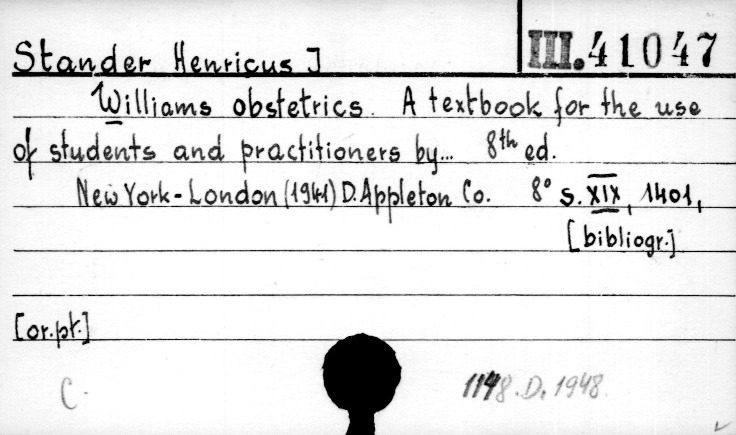 III.41047
Stander Henricus J
Williams obstetrics. A textbook for the use
of students and practitioners by... 8th ed.
New York-London (1941) D. Appleton Co. 8° s. XIX, 1401,
[bibliogr.]
[or.pt.]
C.
1148.D.1948.